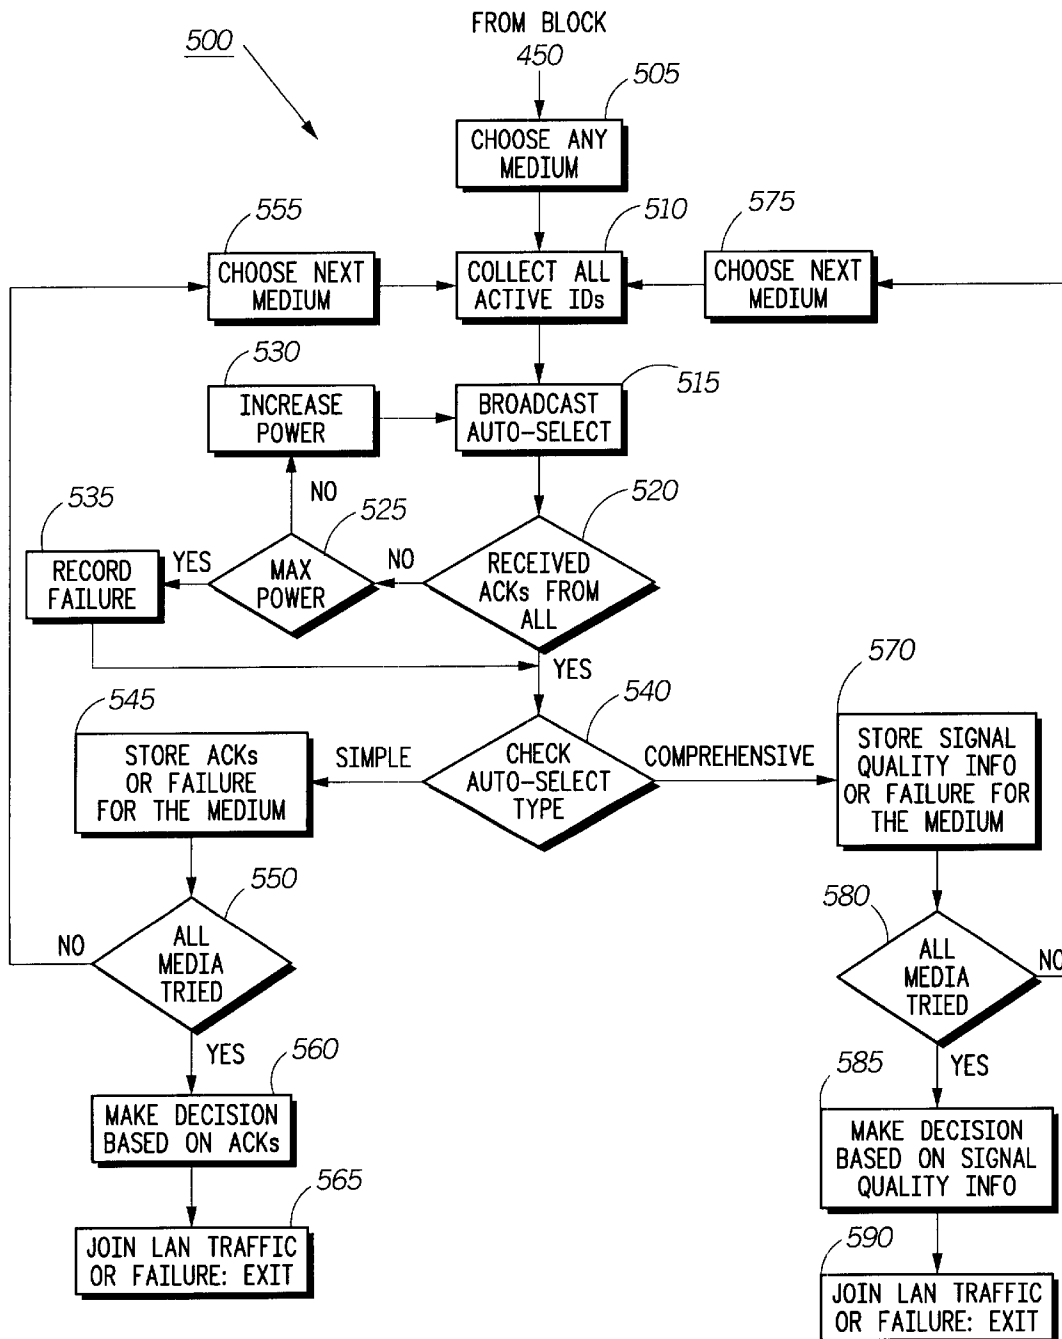 FROM BLOCK
450
500
505
CHOOSE ANY
MEDIUM
555
510
575
CHOOSE NEXT
MEDIUM
COLLECT ALL
ACTIVE IDs
CHOOSE NEXT
MEDIUM
530
515
INCREASE
POWER
BROADCAST
AUTO-SELECT
NO
535
525
520
RECORD
FAILURE
YES
MAX
POWER
NO
RECEIVED
ACKs FROM
ALL
YES
545
540
570
STORE ACKs
OR FAILURE
FOR THE MEDIUM
SIMPLE
CHECK
AUTO-SELECT
TYPE
COMPREHENSIVE
STORE SIGNAL
QUALITY INFO
OR FAILURE FOR
THE MEDIUM
550
580
NO
ALL
MEDIA
TRIED
ALL
MEDIA
TRIED
NO
YES
YES
560
585
MAKE DECISION
BASED ON ACKs
MAKE DECISION
BASED ON SIGNAL
QUALITY INFO
565
590
JOIN LAN TRAFFIC
OR FAILURE: EXIT
JOIN LAN TRAFFIC
OR FAILURE: EXIT